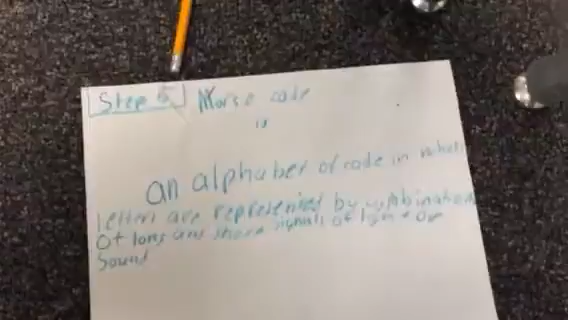 Step 5 Morse code
is
an alphabet of code in which
letters are represented by combination
Of long and short signals of light or
Sound